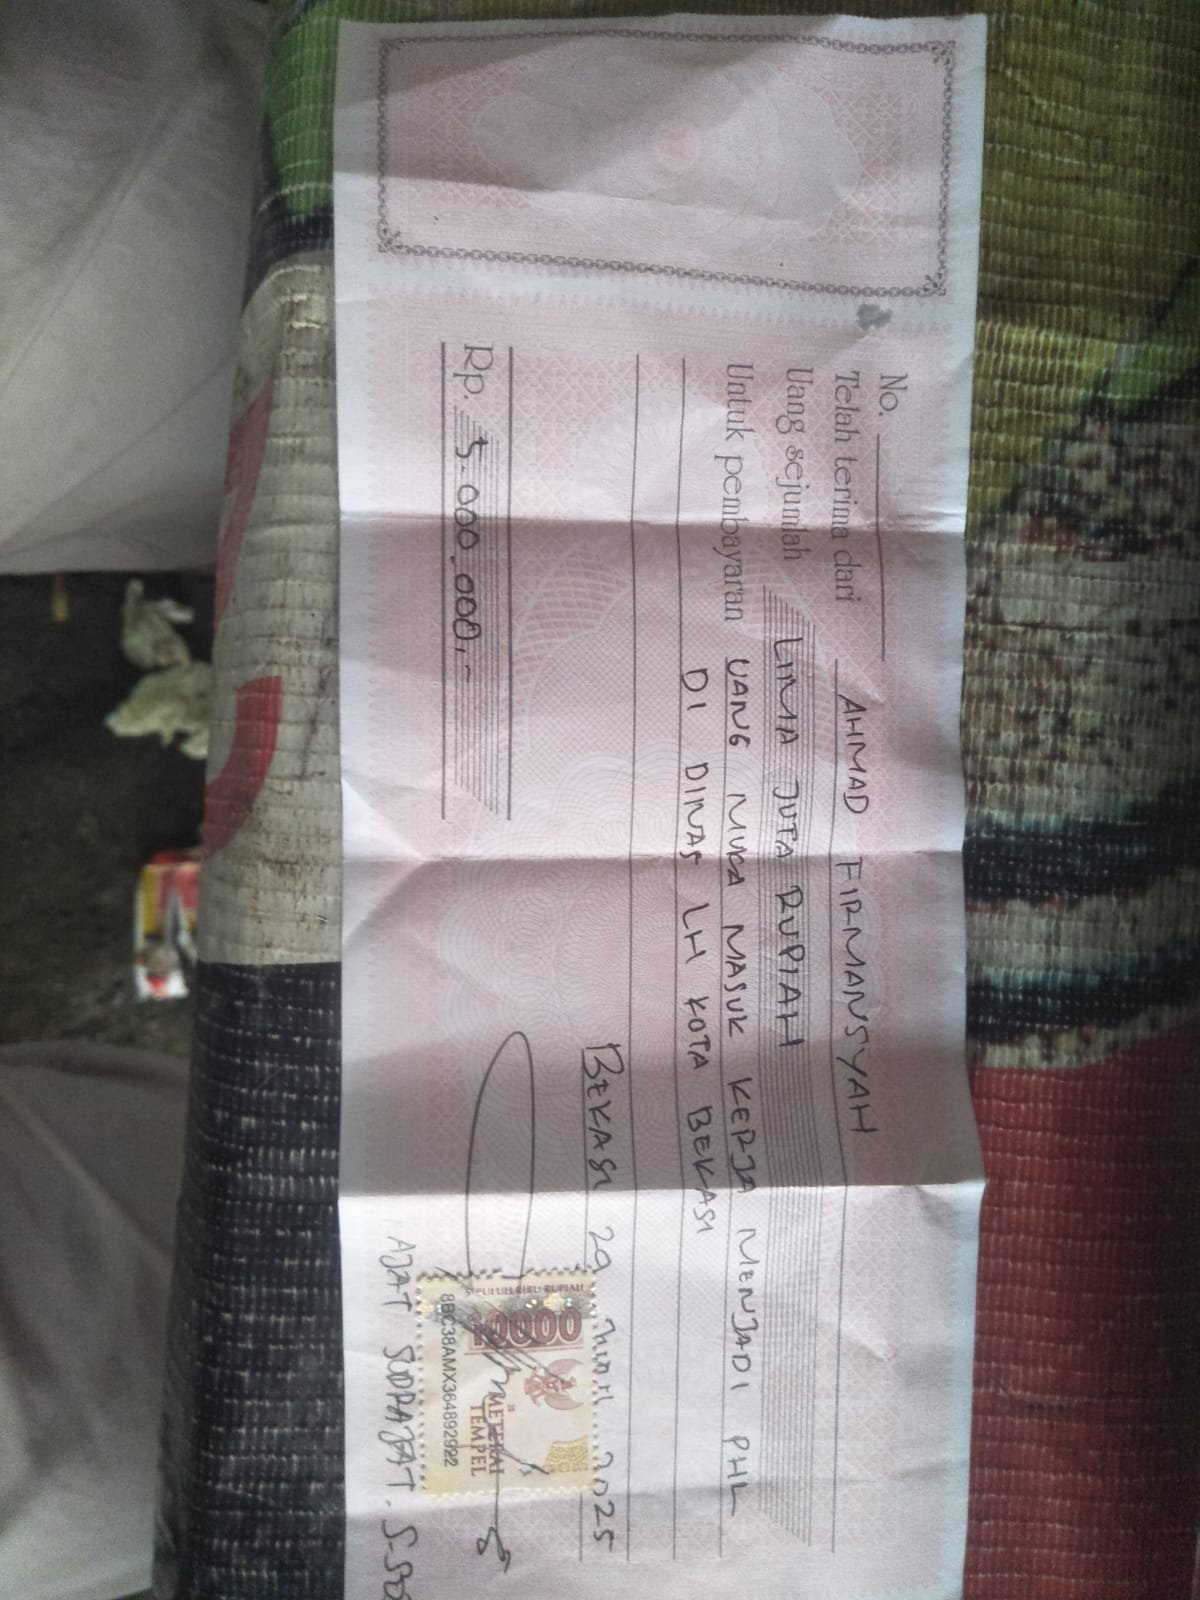 No.
Telah terima dari AHMAD FIRMANSYAH
Uang sejumlah LIMA JUTA RUPIAH
Untuk pembayaran UANG MUKA MASUK KERJA MENJADI PHL
DI DINAS LH KOTA BEKASI
Rp. 5.000.000,-
BEKASI 29 2025
SEPULUH RIBU RUPIAH
10000
METERAI
TEMPEL
8BC38AMX364892922
AJAT SUDRAJAT. S.SOS